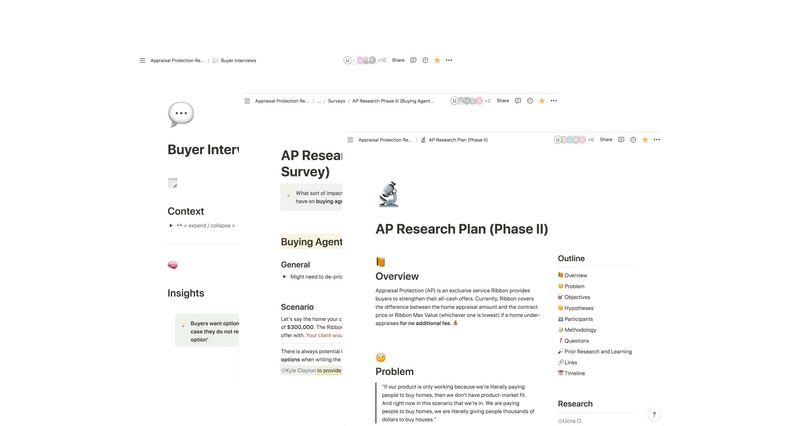 Appraisal Protection Re... / Buyer Interviews
U +10 Share
Buyer Interv
Context
< expand / collapse >
Insights
Buyers want option
case they do not re
option'
Appraisal Protection Re... / ... / Surveys / AP Research Phase III (Buying Agent...
U +2 Share
AP Resear
Survey)
What sort of impact
have on buying age
Buying Agent
General
Might need to de-pric
Scenario
Let's say the home your c
of $300,000. The Ribbon
offer with. Your client wou
There is always potential t
options when writing the
@Kyle Clayton to provide
Appraisal Protection Re... / AP Research Plan (Phase II)
U +6 Share
AP Research Plan (Phase II)
Overview
Appraisal Protection (AP) is an exclusive service Ribbon provides
buyers to strengthen their all-cash offers. Currently, Ribbon covers
the difference between the home appraisal amount and the contract
price or Ribbon Max Value (whichever one is lowest) if a home under-
appraises for no additional fee.
Problem
"If our product is only working because we're literally paying
people to buy homes, then we don't have product-market fit.
And right now in this scenario that we're in. We are paying
people to buy homes, we are literally giving people thousands of
dollars to buy houses."
Outline
Overview
Problem
Objectives
Hypotheses
Participants
Methodology
Questions
Prior Research and Learning
Links
Timeline
Research
@Uche O.
?